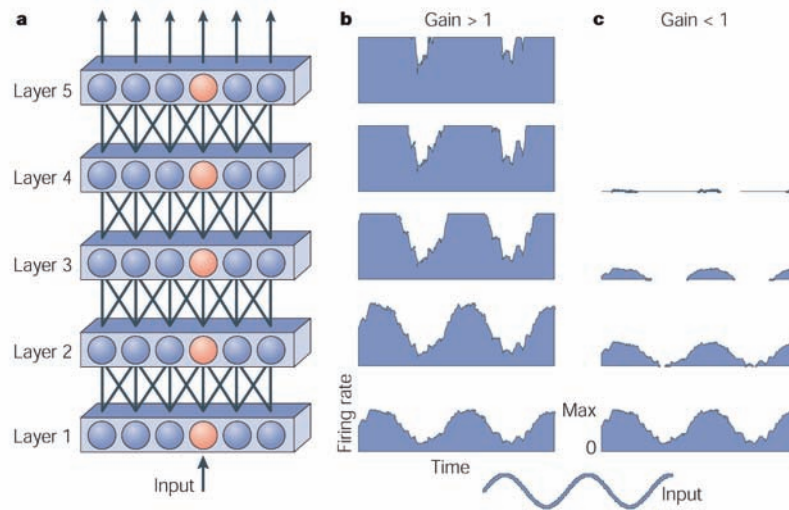 a
b
Gain > 1
c
Gain < 1
Layer 5
Layer 4
Layer 3
Layer 2
Layer 1
Input
Firing rate
Time
Max
0
Input